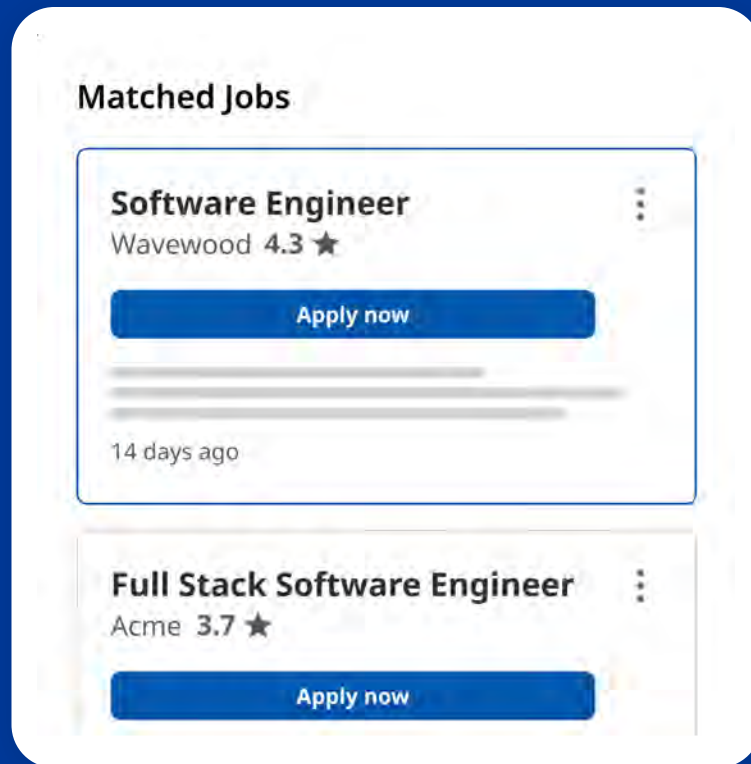 Matched Jobs
Software Engineer
Wavewood 4.3 ★
Apply now
14 days ago
Full Stack Software Engineer
Acme 3.7 ★
Apply now